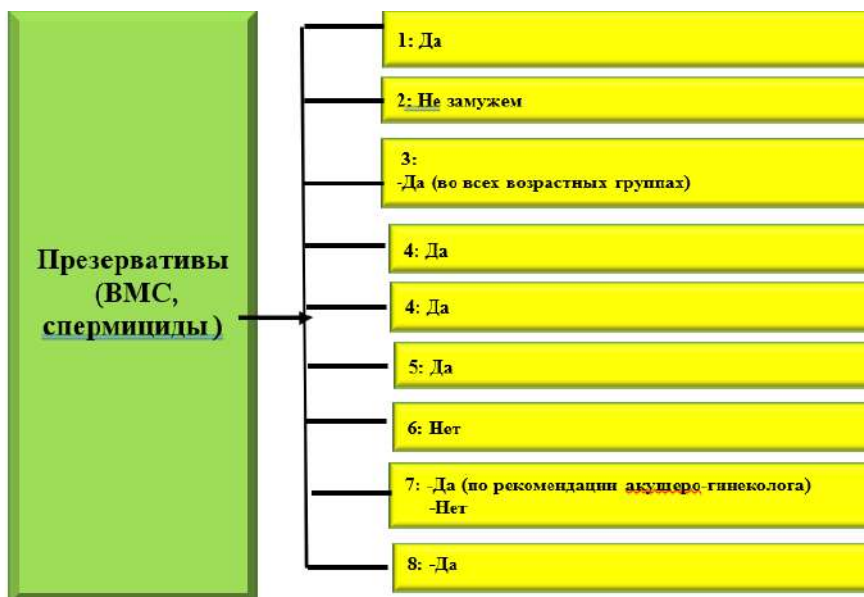 Презервативы
(ВМС,
спермициды)
1: Да
2: Не замужем
3:
-Да (во всех возрастных группах)
4: Да
4: Да
5: Да
6: Нет
7: -Да (по рекомендации акушеро-гинеколога)
-Нет
8: -Да